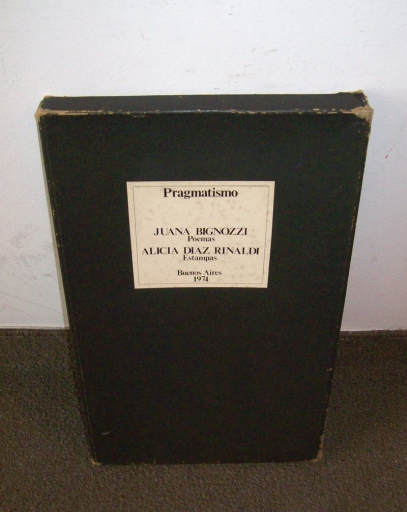 Pragmatismo
JUANA BIGNOZZI
Poemas
ALICIA DIAZ RINALDI
Estampas
Buenos Aires
1974